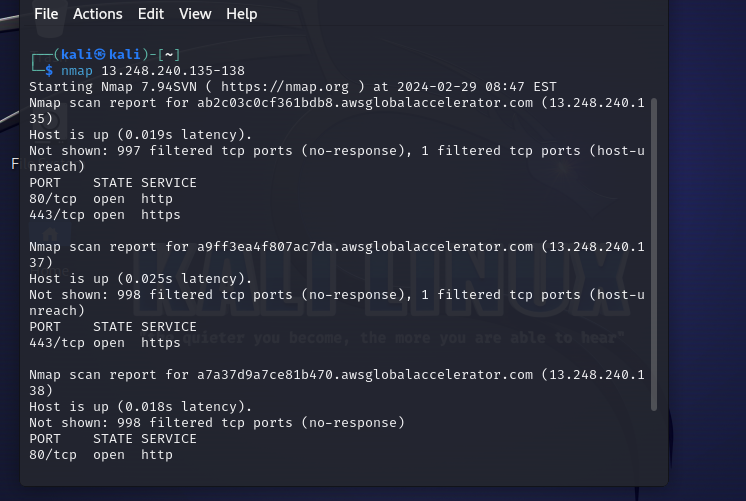 File Actions Edit View Help
┌──(kali㉿kali)-[~]
└─$ nmap 13.248.240.135-138
Starting Nmap 7.94SVN ( https://nmap.org ) at 2024-02-29 08:47 EST
Nmap scan report for ab2c03c0cf361bdb8.awsglobalaccelerator.com (13.248.240.1
35)
Host is up (0.019s latency).
Not shown: 997 filtered tcp ports (no-response), 1 filtered tcp ports (host-u
nreach)
PORT    STATE SERVICE
80/tcp  open  http
443/tcp open  https
Nmap scan report for a9ff3ea4f807ac7da.awsglobalaccelerator.com (13.248.240.1
37)
Host is up (0.025s latency).
Not shown: 998 filtered tcp ports (no-response), 1 filtered tcp ports (host-u
nreach)
PORT    STATE SERVICE
443/tcp open  https
Nmap scan report for a7a37d9a7ce81b470.awsglobalaccelerator.com (13.248.240.1
38)
Host is up (0.018s latency).
Not shown: 998 filtered tcp ports (no-response)
PORT    STATE SERVICE
80/tcp  open  http
KALI LINUX
quieter you become, the more you are able to hear"